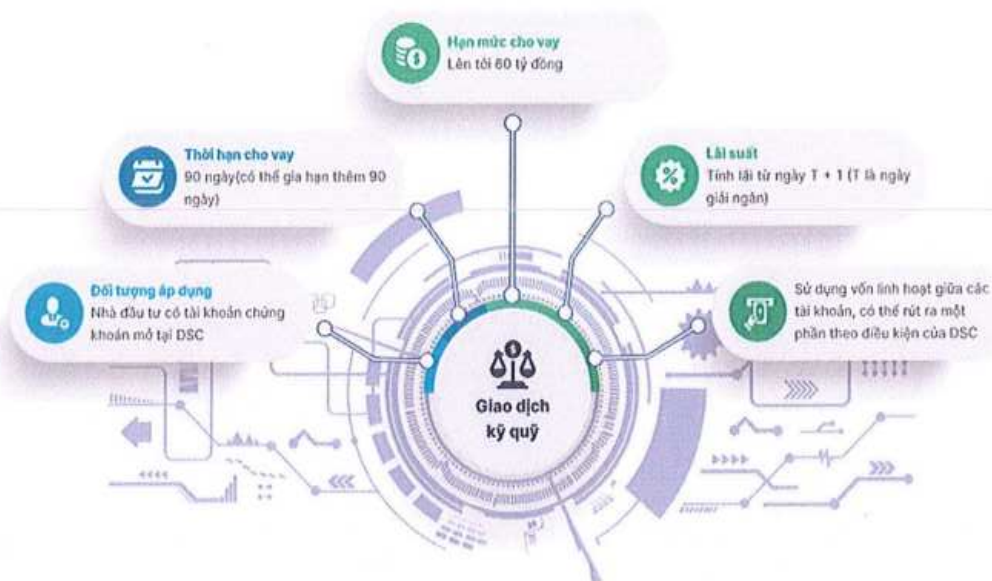 Hạn mức cho vay
Lên tới 60 tỷ đồng
Thời hạn cho vay
90 ngày(có thể gia hạn thêm 90
ngày)
Lãi suất
Tính lãi từ ngày T + 1 (T là ngày
giải ngân)
Đối tượng áp dụng
Nhà đầu tư có tài khoản chứng
khoán mở tại DSC
Sử dụng vốn linh hoạt giữa các
tài khoản, có thể rút ra một
phần theo điều kiện của DSC
Giao dịch
ký quỹ